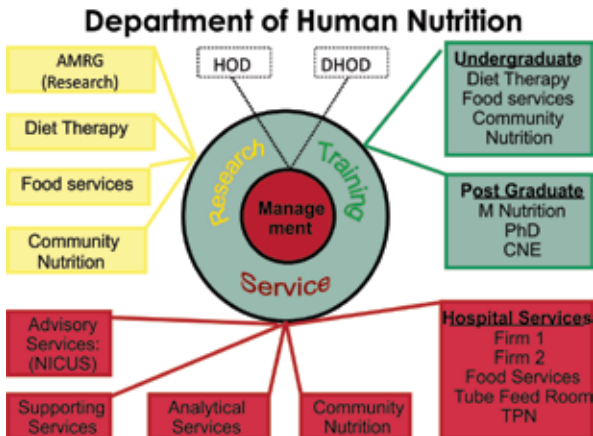 Department of Human Nutrition
AMRG
(Research)
Diet Therapy
Food services
Community
Nutrition
HOD
DHOD
Research
Training
Manage
ment
Service
Undergraduate
Diet Therapy
Food services
Community
Nutrition
Post Graduate
M Nutrition
PhD
CNE
Advisory
Services:
(NICUS)
Supporting
Services
Analytical
Services
Community
Nutrition
Hospital Services
Firm 1
Firm 2
Food Services
Tube Feed Room
TPN